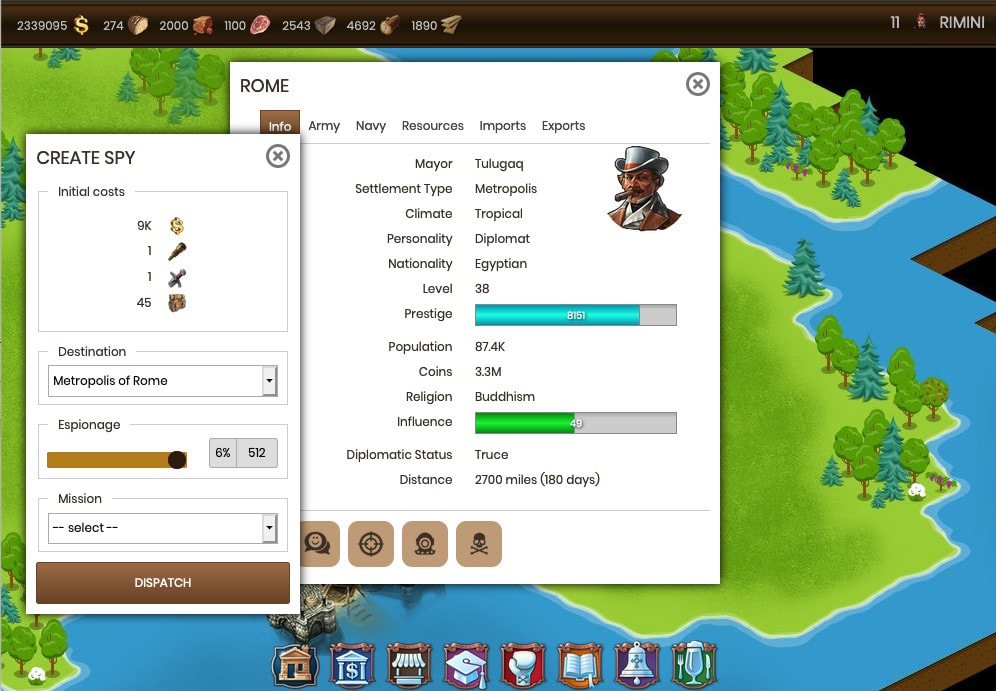 2339095 274 2000 1100 2543 4692 1890 11 RIMINI
ROME
Info Army Navy Resources Imports Exports
Mayor Tulugaq
Settlement Type Metropolis
Climate Tropical
Personality Diplomat
Nationality Egyptian
Level 38
Prestige 8151
Population 87.4K
Coins 3.3M
Religion Buddhism
Influence 49
Diplomatic Status Truce
Distance 2700 miles (180 days)
CREATE SPY
Initial costs
9K
1
1
45
Destination
Metropolis of Rome
Espionage
6% 512
Mission
-- select --
DISPATCH